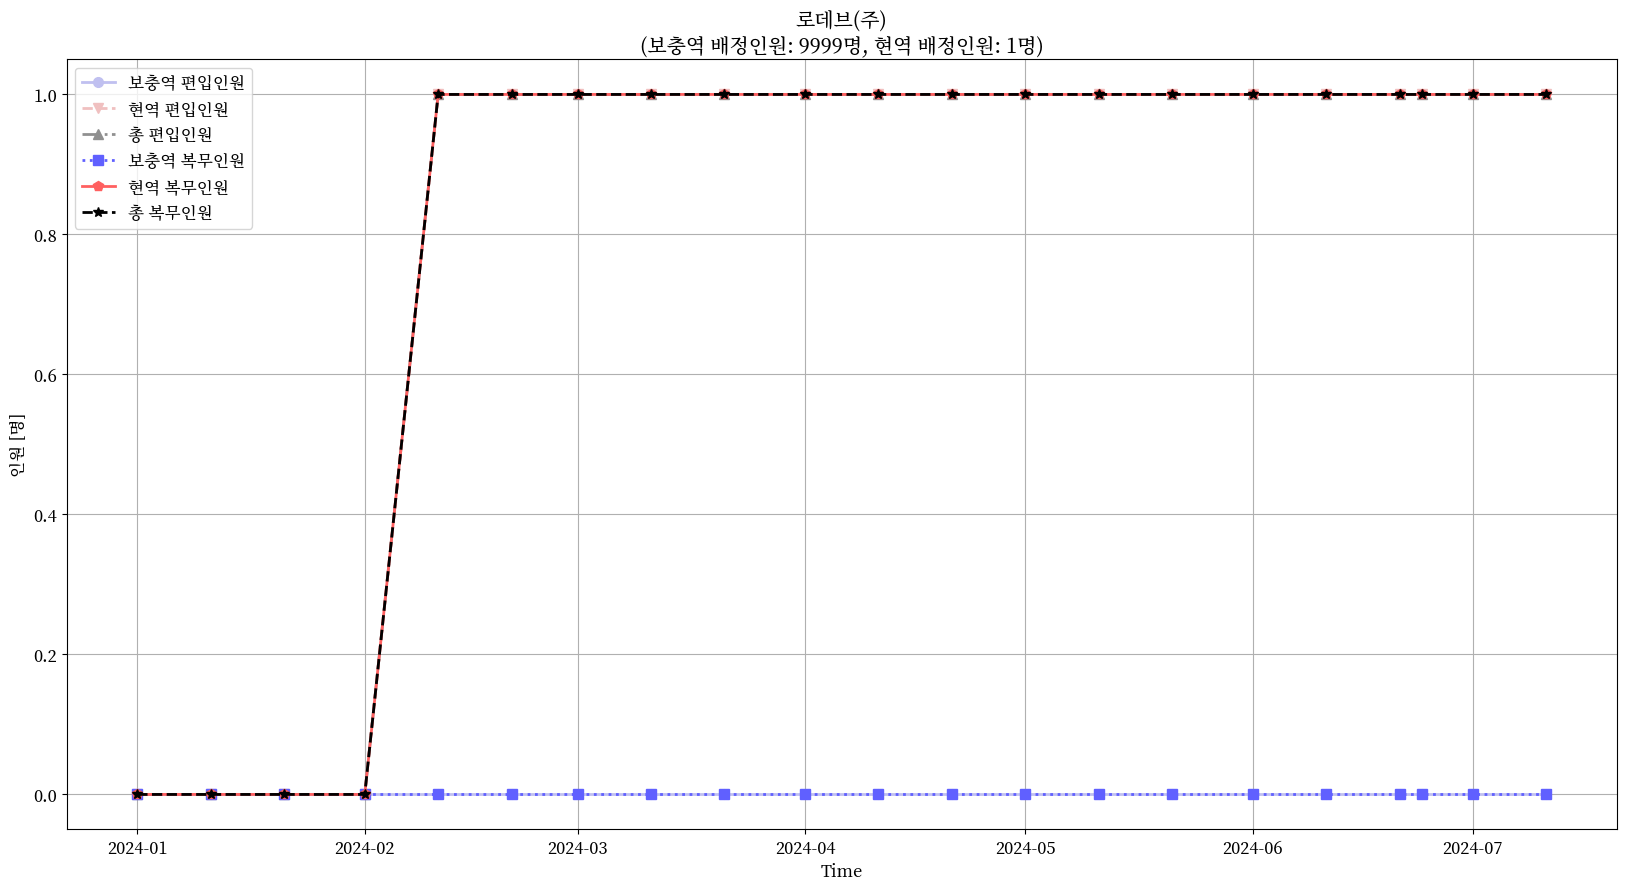 로데브(주)
(보충역 배정인원: 9999명, 현역 배정인원: 1명)
보충역 편입인원
현역 편입인원
총 편입인원
보충역 복무인원
현역 복무인원
총 복무인원
인원 [명]
1.0
0.8
0.6
0.4
0.2
0.0
2024-01
2024-02
2024-03
2024-04
2024-05
2024-06
2024-07
Time